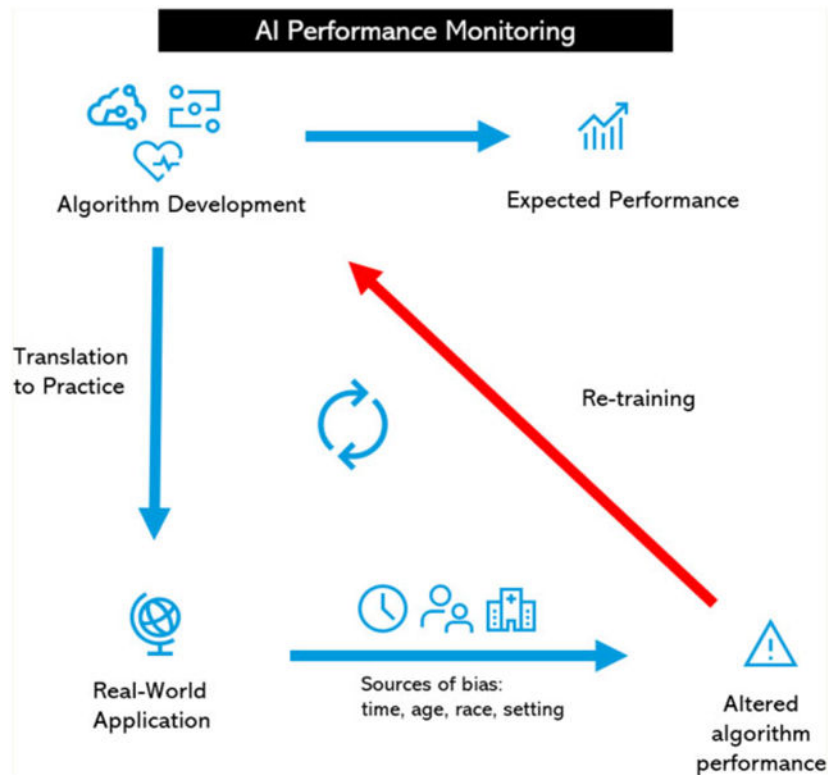 AI Performance Monitoring
Algorithm Development
Expected Performance
Translation
to Practice
Re-training
Real-World
Application
Sources of bias:
time, age, race, setting
Altered
algorithm
performance